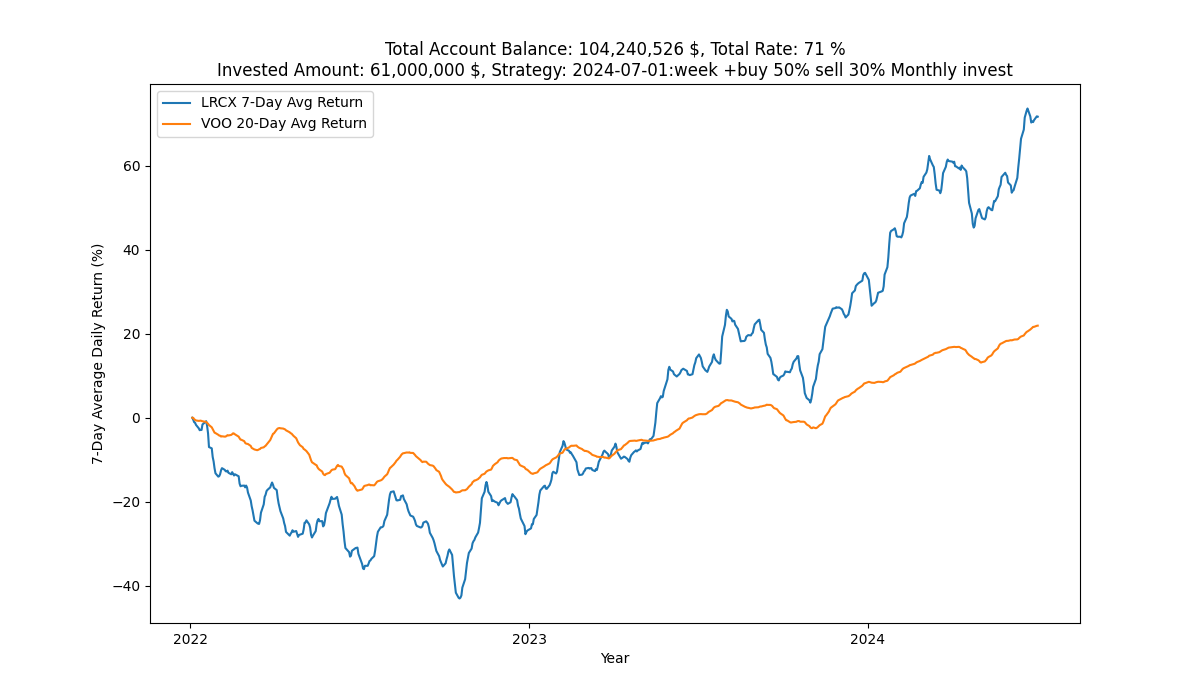 Total Account Balance: 104,240,526 $, Total Rate: 71 %
Invested Amount: 61,000,000 $, Strategy: 2024-07-01:week +buy 50% sell 30% Monthly invest
LRCX 7-Day Avg Return
VOO 20-Day Avg Return
7-Day Average Daily Return (%)
60
40
20
0
−20
−40
2022
2023
2024
Year